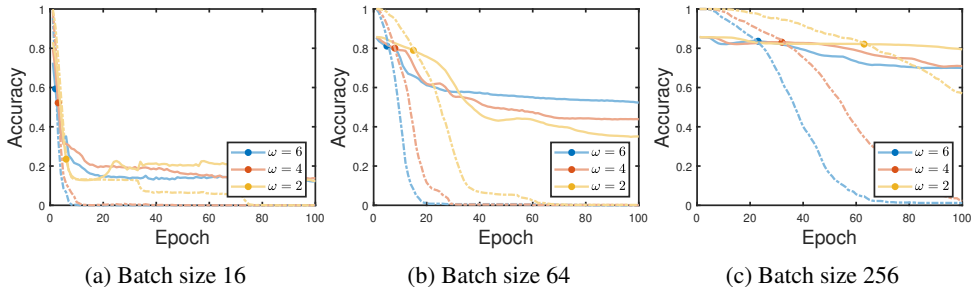 Accuracy
1
0.8
0.6
0.4
0.2
0
0 20 40 60 80 100
Epoch
ω = 6
ω = 4
ω = 2
(a) Batch size 16
Accuracy
1
0.8
0.6
0.4
0.2
0
0 20 40 60 80 100
Epoch
ω = 6
ω = 4
ω = 2
(b) Batch size 64
Accuracy
1
0.8
0.6
0.4
0.2
0
0 20 40 60 80 100
Epoch
ω = 6
ω = 4
ω = 2
(c) Batch size 256